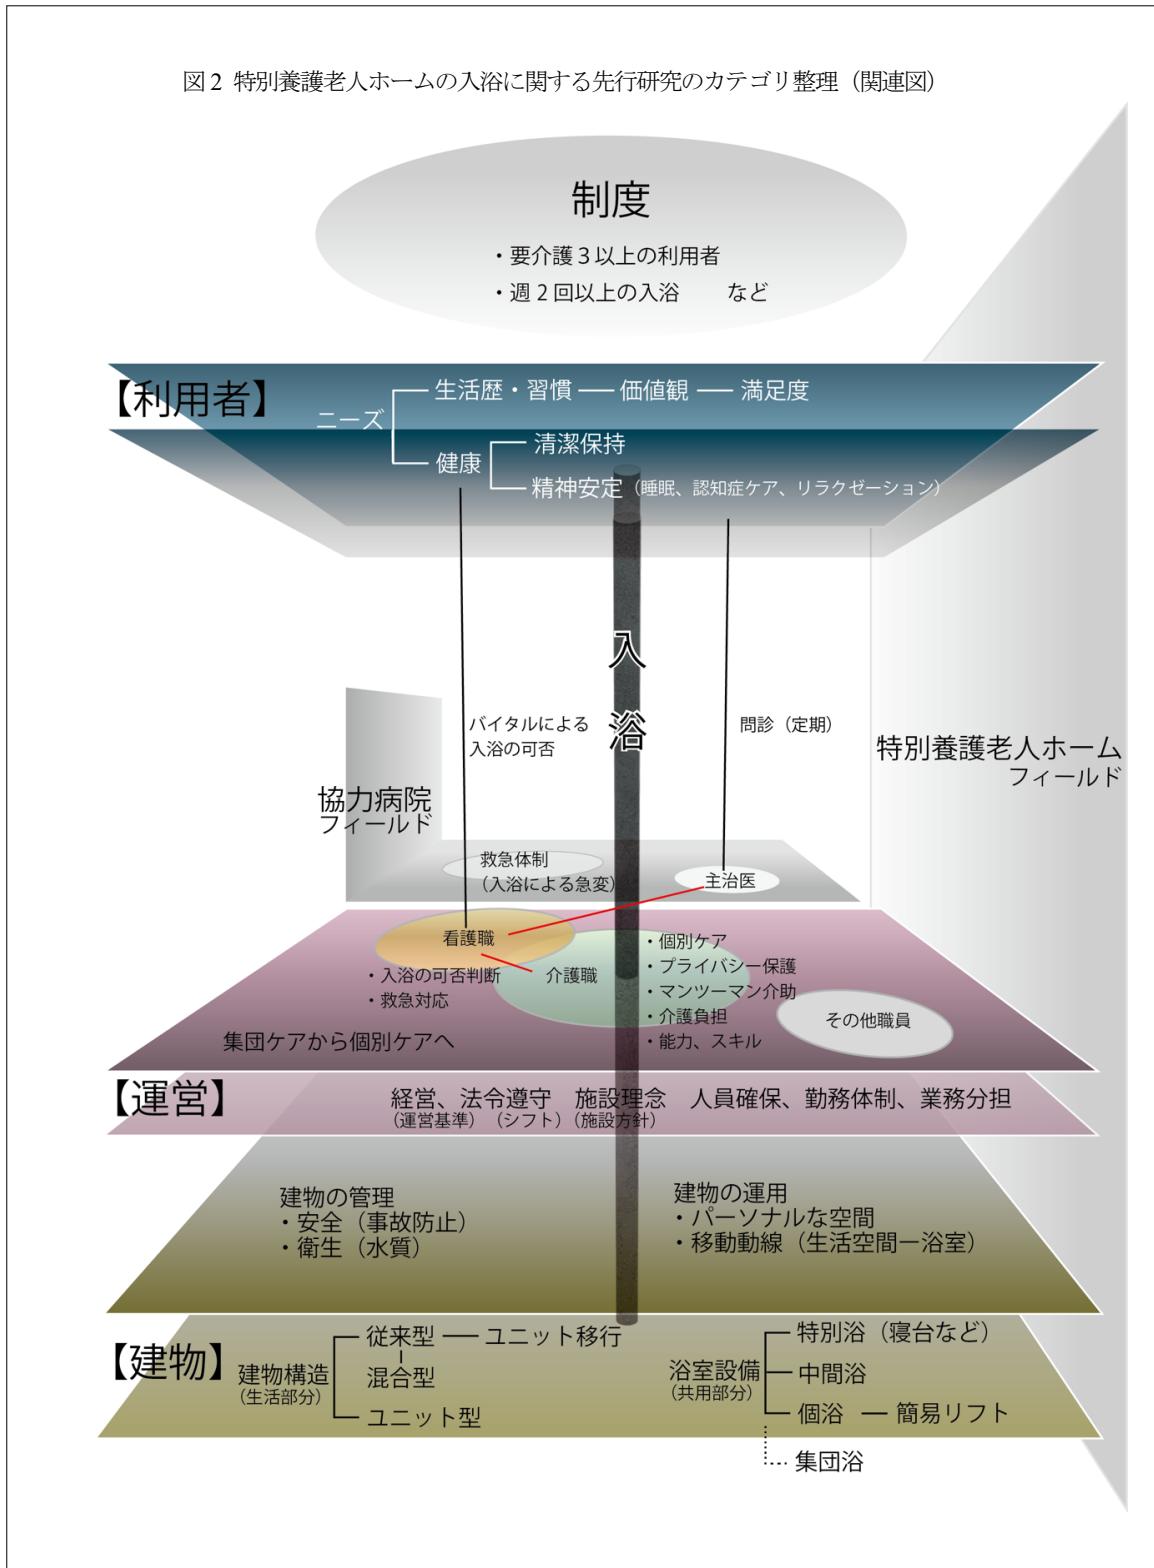 図2 特別養護老人ホームの入浴に関する先行研究のカテゴリ整理（関連図）
制度
・要介護３以上の利用者
・週２回以上の入浴　　など
【利用者】
ニーズ
生活歴・習慣
価値観
満足度
健康
清潔保持
精神安定（睡眠、認知症ケア、リラクゼーション）
入
浴
バイタルによる
入浴の可否
問診（定期）
特別養護老人ホーム
フィールド
協力病院
フィールド
救急体制
（入浴による急変）
主治医
看護職
・入浴の可否判断
・救急対応
介護職
・個別ケア
・プライバシー保護
・マンツーマン介助
・介護負担
・能力、スキル
その他職員
集団ケアから個別ケアへ
【運営】
経営、法令遵守　施設理念　人員確保、勤務体制、業務分担
（運営基準）（シフト）（施設方針）
建物の管理
・安全（事故防止）
・衛生（水質）
建物の運用
・パーソナルな空間
・移動動線（生活空間ー浴室）
【建物】
建物構造
（生活部分）
従来型
ユニット移行
混合型
ユニット型
浴室設備
（共用部分）
特別浴（寝台など）
中間浴
個浴
簡易リフト
集団浴